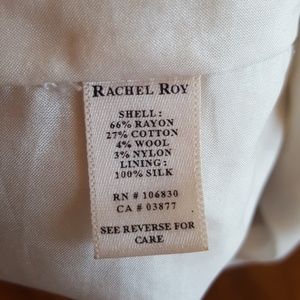 RACHEL ROY
SHELL:
66% RAYON
27% COTTON
4% WOOL
3% NYLON
LINING:
100% SILK
RN # 106830
CA # 03877
SEE REVERSE FOR
CARE